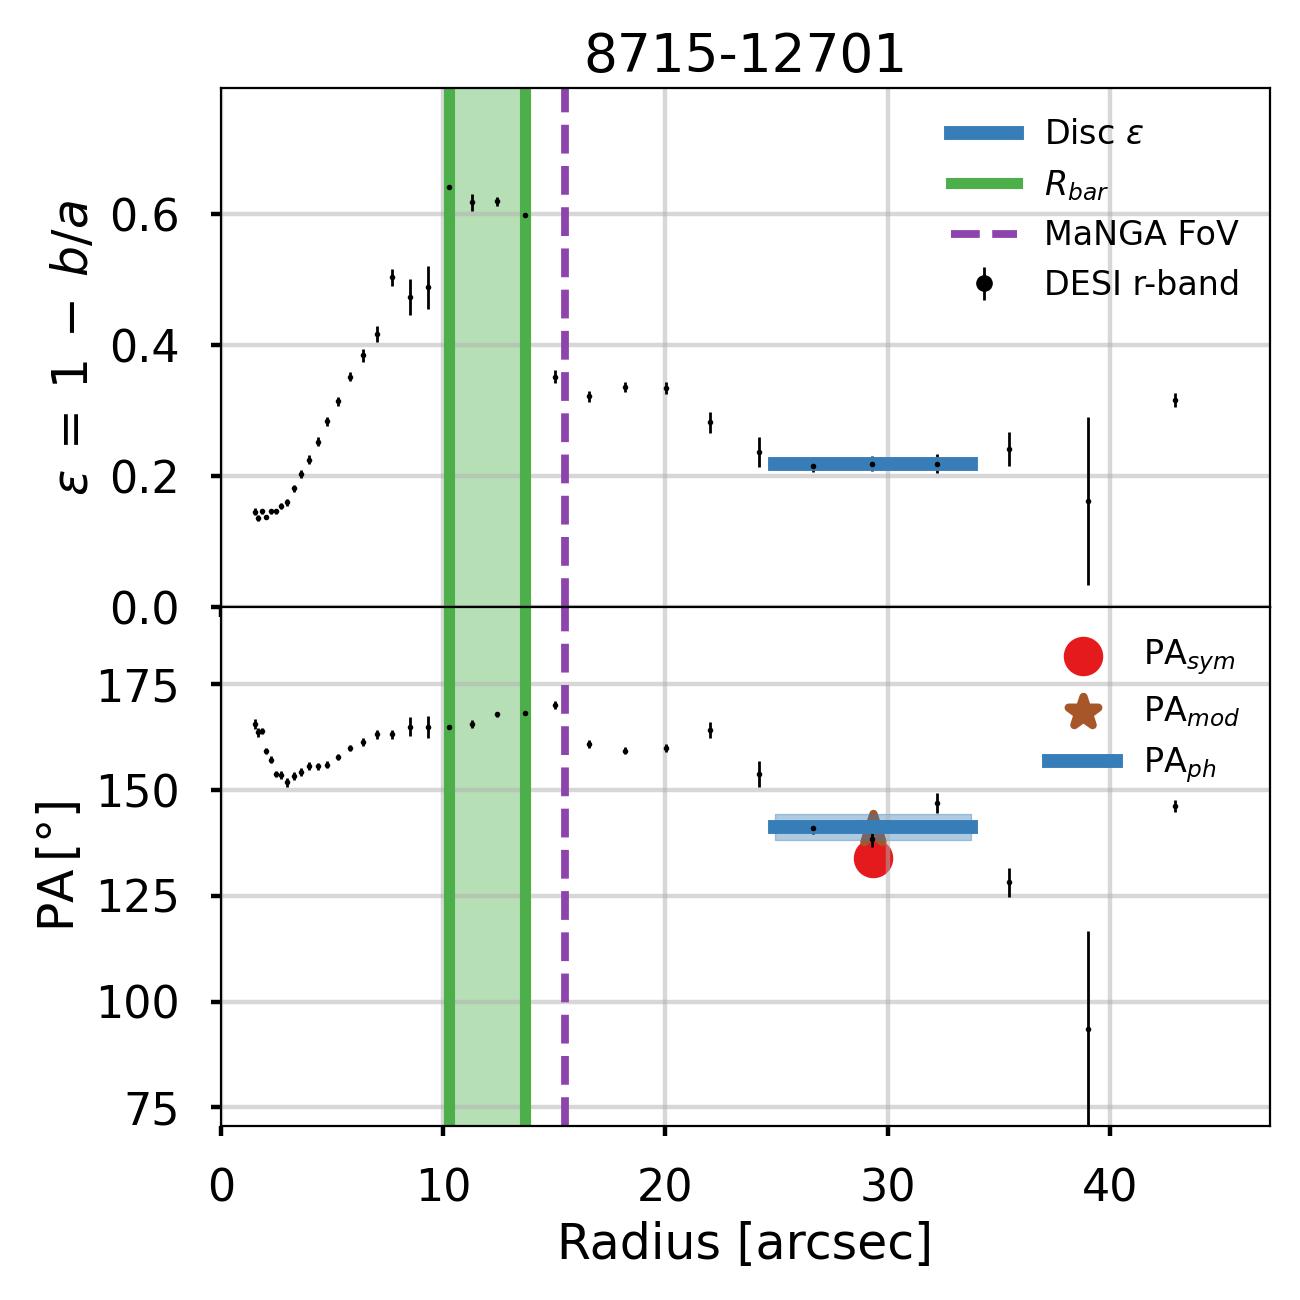 8715-12701
ε = 1 − b/a
0.6
0.4
0.2
0.0
Disc ε
R_bar
MaNGA FoV
DESI r-band
PA [°]
175
150
125
100
75
PA_sym
PA_mod
PA_ph
0 10 20 30 40
Radius [arcsec]